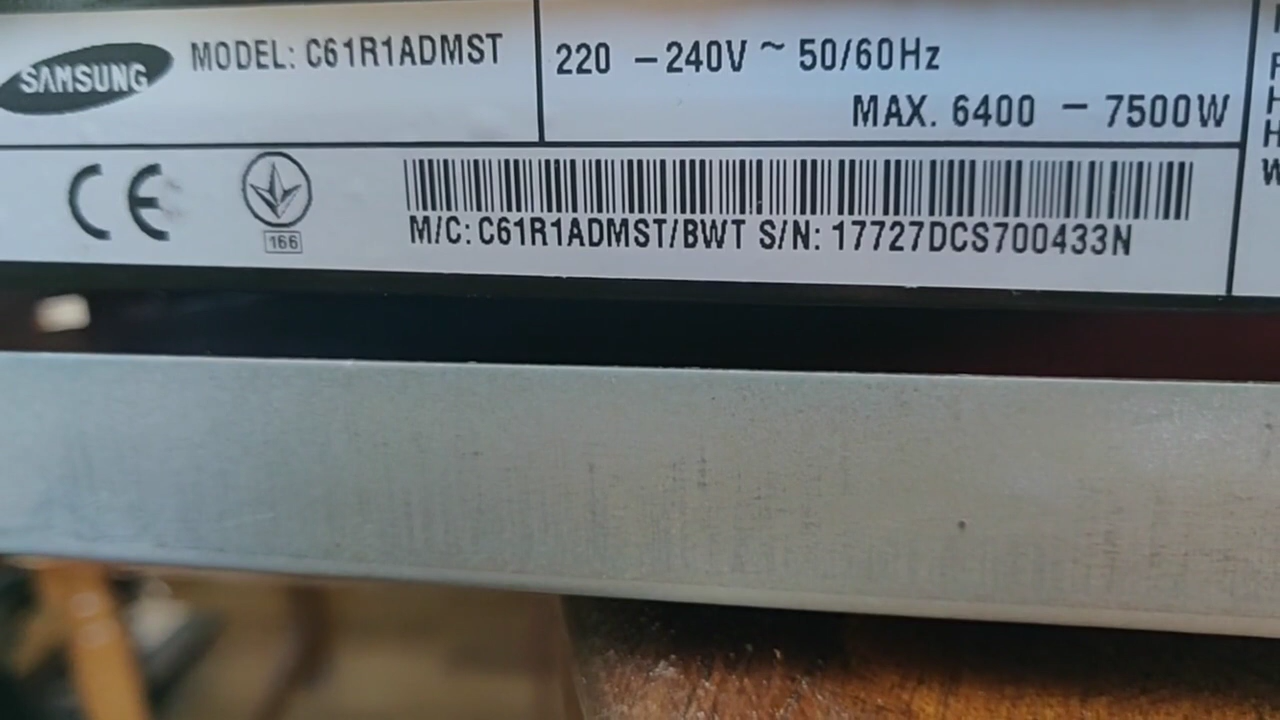 SAMSUNG
MODEL: C61R1ADMST
220 – 240V ~ 50/60Hz
MAX. 6400 – 7500W
CE
166
M/C: C61R1ADMST/BWT S/N: 17727DCS700433N